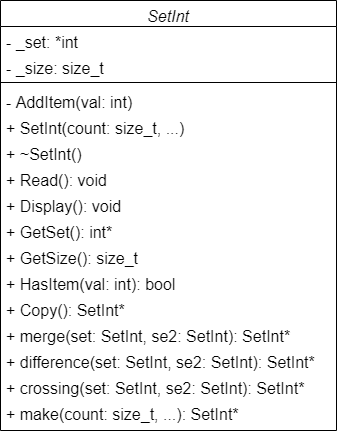 SetInt
- _set: *int
- _size: size_t
- AddItem(val: int)
+ SetInt(count: size_t, ...)
+ ~SetInt()
+ Read(): void
+ Display(): void
+ GetSet(): int*
+ GetSize(): size_t
+ HasItem(val: int): bool
+ Copy(): SetInt*
+ merge(set: SetInt, se2: SetInt): SetInt*
+ difference(set: SetInt, se2: SetInt): SetInt*
+ crossing(set: SetInt, se2: SetInt): SetInt*
+ make(count: size_t, ...): SetInt*